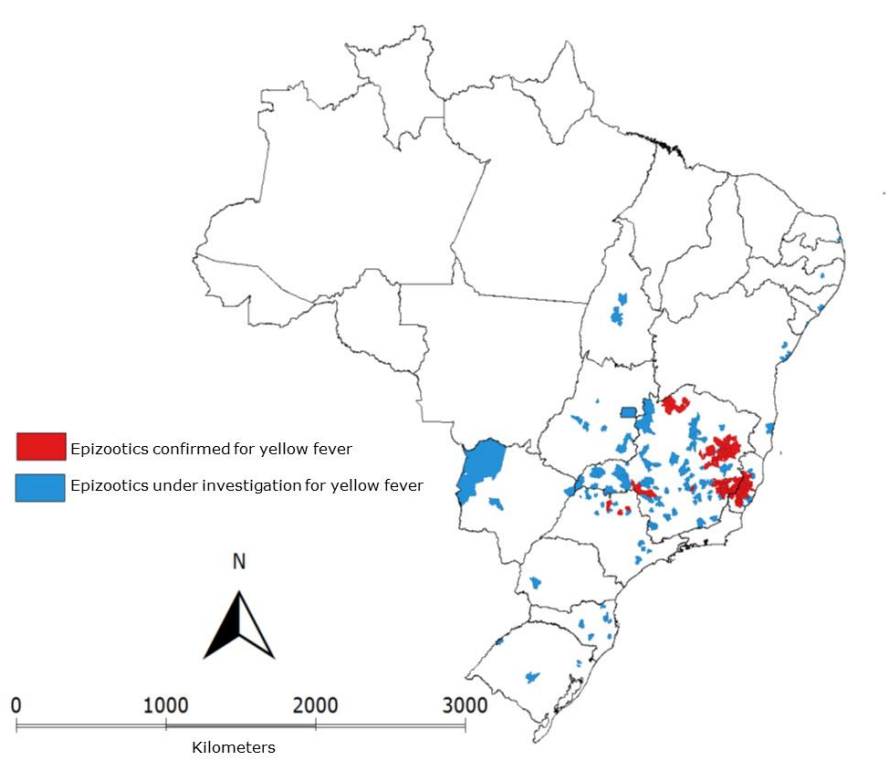 Epizootics confirmed for yellow fever
Epizootics under investigation for yellow fever
N
0 1000 2000 3000
Kilometers